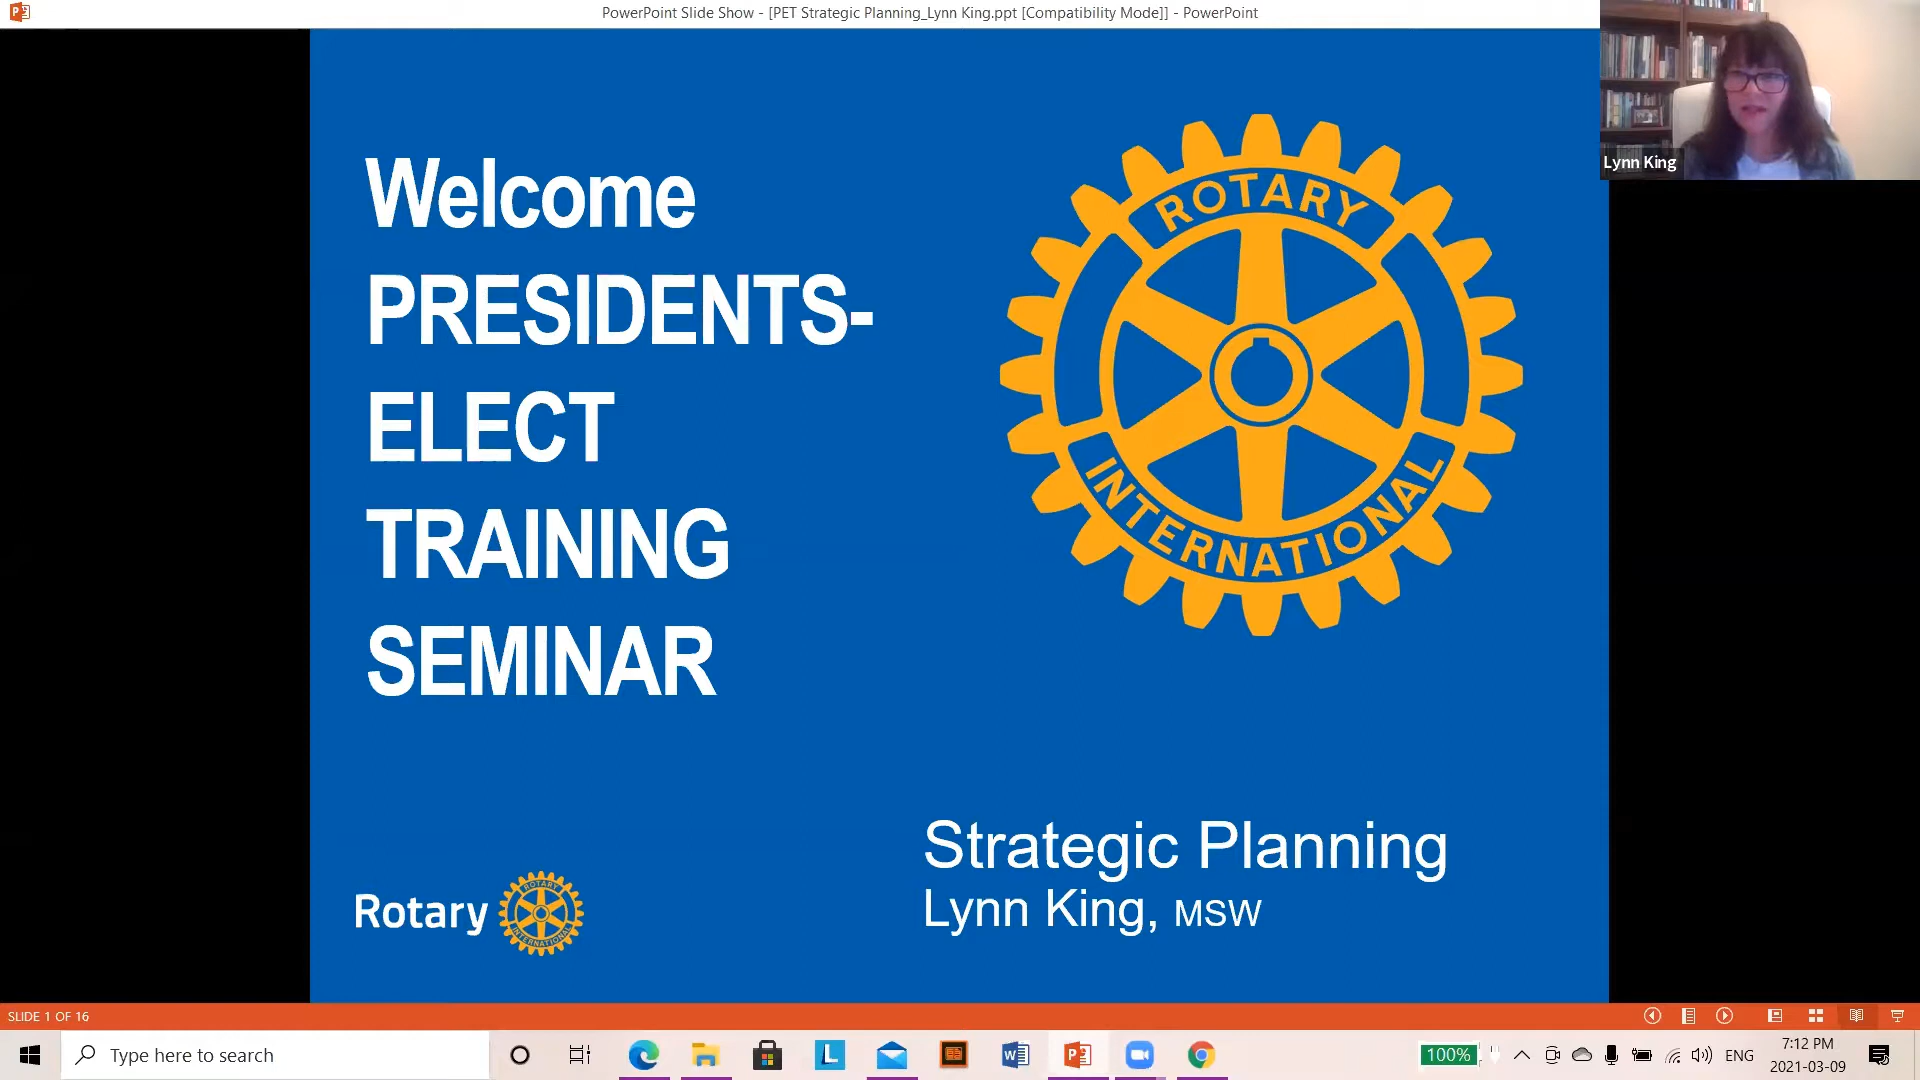 PowerPoint Slide Show - [PET Strategic Planning_Lynn King.ppt [Compatibility Mode]] - PowerPoint
Lynn King
Welcome
PRESIDENTS-
ELECT
TRAINING
SEMINAR
ROTARY
INTERNATIONAL
Strategic Planning
Lynn King, MSW
Rotary
ROTARY
INTERNATIONAL
SLIDE 1 OF 16
Type here to search
L
100%
ENG
7:12 PM
2021-03-09